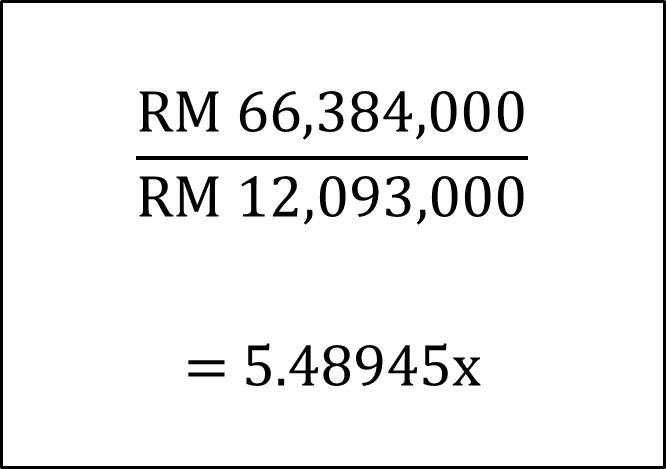 RM 66,384,000
RM 12,093,000
= 5.48945x